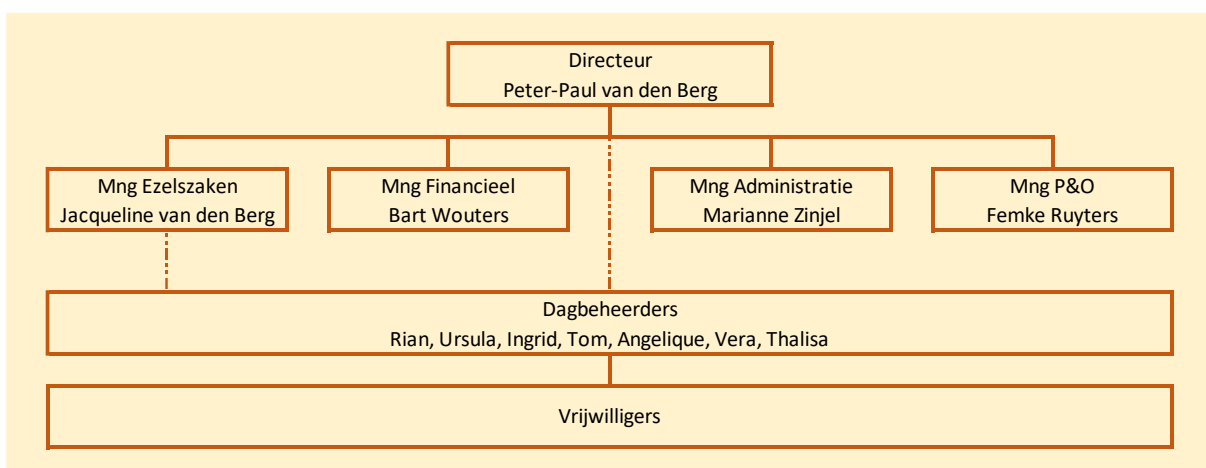 Directeur
Peter-Paul van den Berg
Mng Ezelszaken
Jacqueline van den Berg
Mng Financieel
Bart Wouters
Mng Administratie
Marianne Zinjel
Mng P&O
Femke Ruyters
Dagbeheerders
Rian, Ursula, Ingrid, Tom, Angelique, Vera, Thalisa
Vrijwilligers